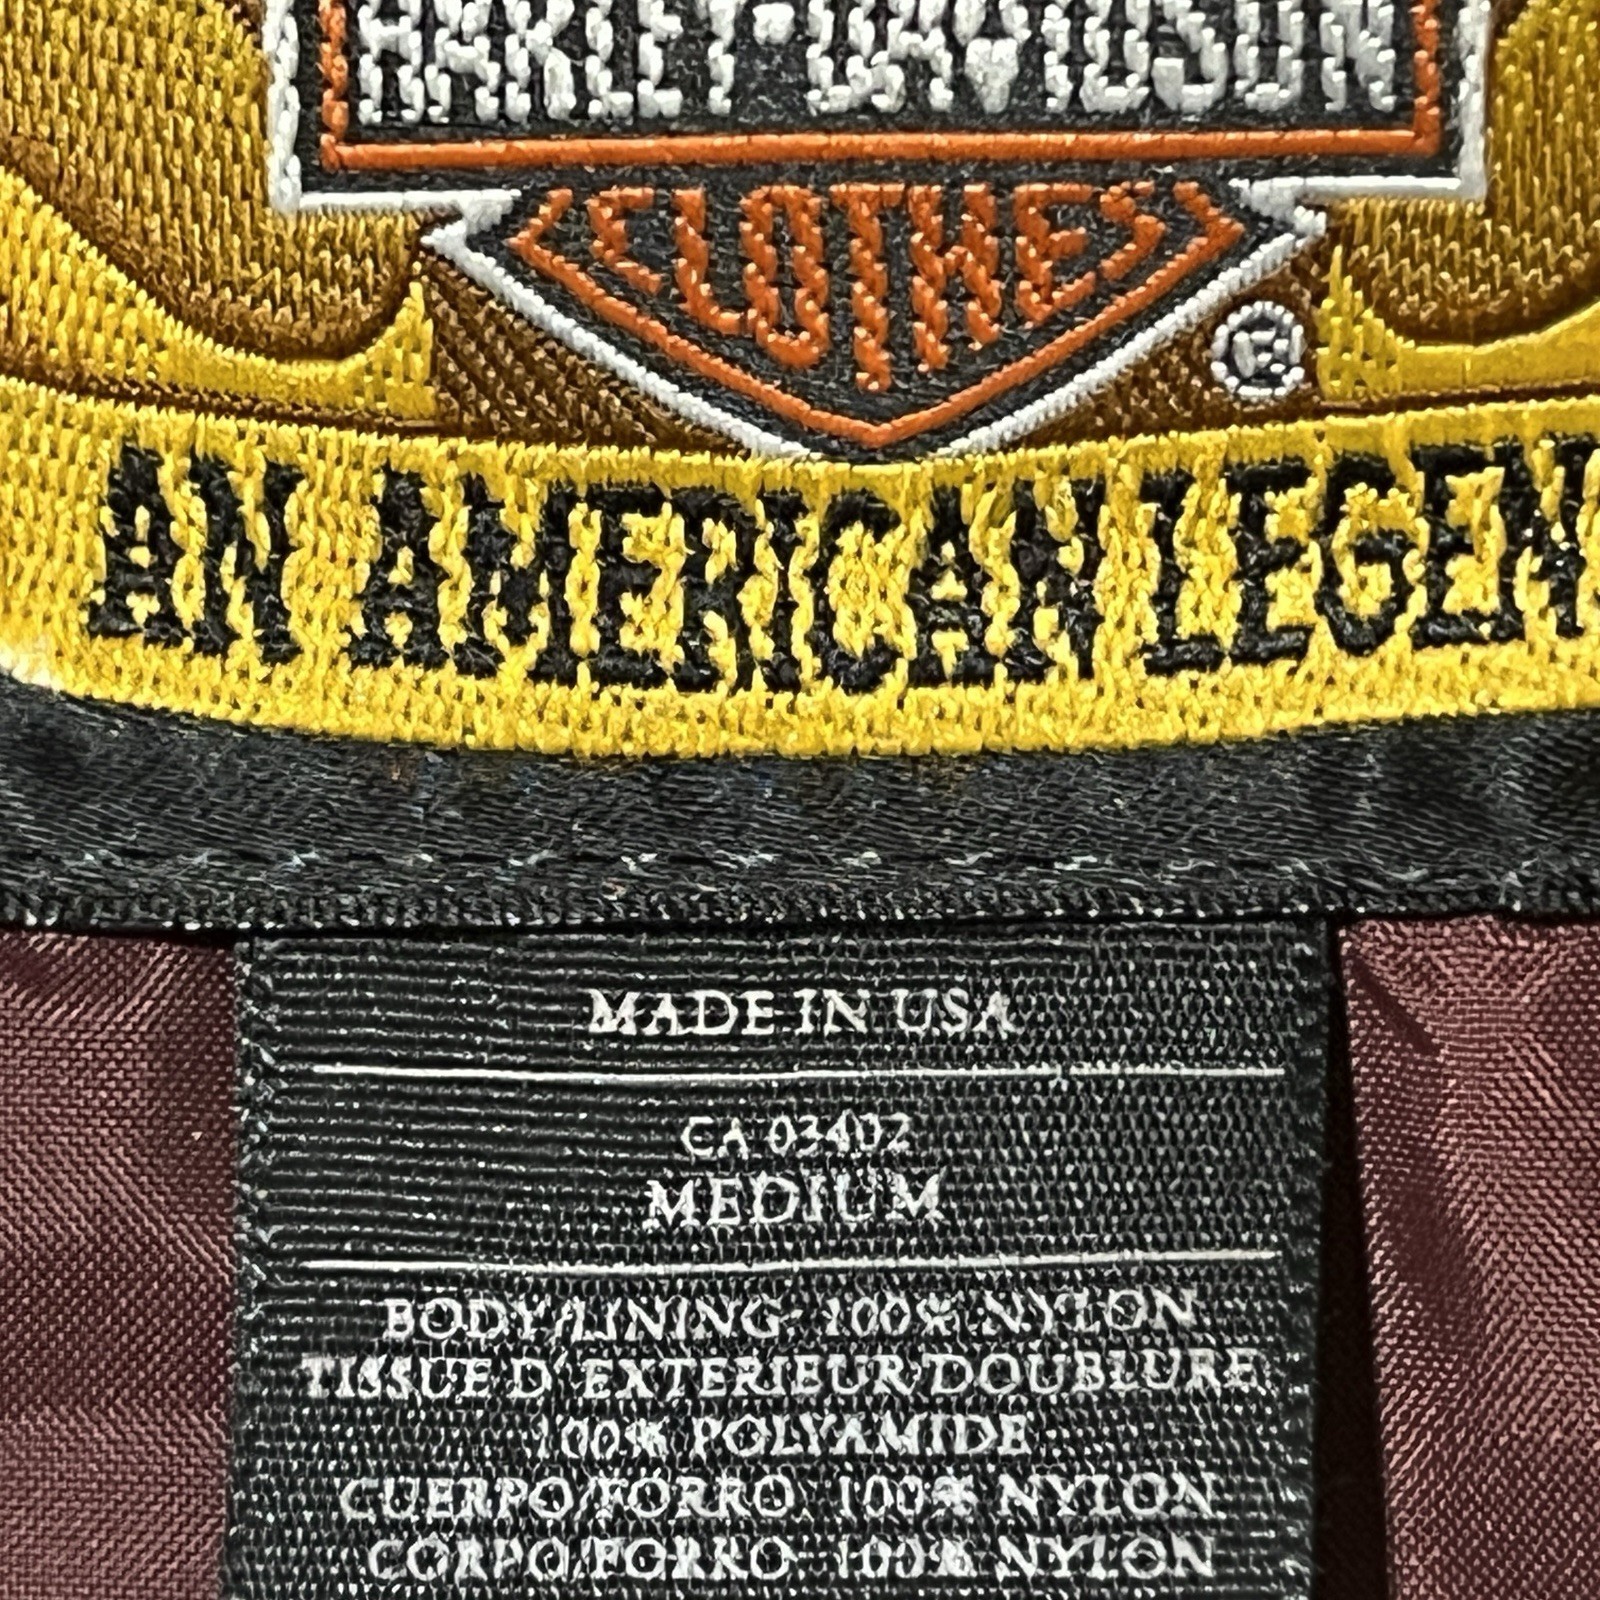 HARLEY-DAVIDSON
CLOTHES
®
AN AMERICAN LEGEN
MADE IN USA
CA 03402
MEDIUM
BODY/LINING: 100% NYLON
TISSUE D'EXTERIEUR/DOUBLURE
100% POLYAMIDE
CUERPO/FORRO: 100% NYLON
CORPO/FORRO: 100% NYLON